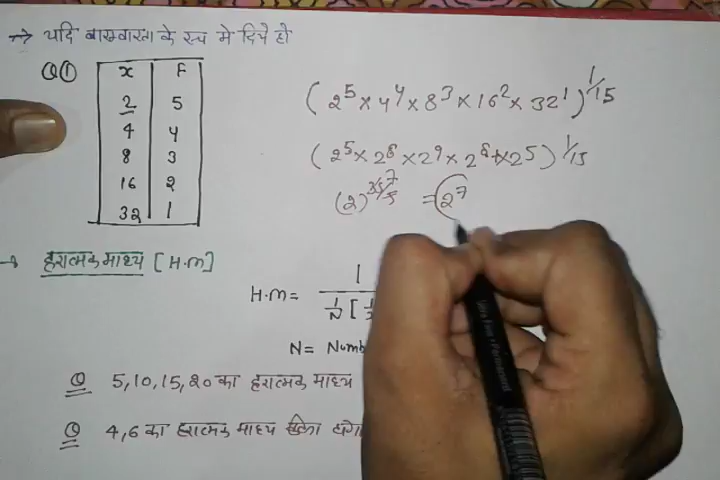 → यदि बारम्बारता के रूप मे दिये हो
Q①
x F
2 5
4 4
8 3
16 2
32 1
(2⁵×4⁴×8³×16²×32¹)^1/15
(2⁵×2⁸×2⁹×2⁸×2⁵)^1/15
(2) = 2⁷
→ हरात्मक माध्य [H.m]
H.m= 1
1/N [
N= Numb
Q 5,10,15,20 का हरात्मक माध्य
Q 4,6 का हरात्मक माध्य